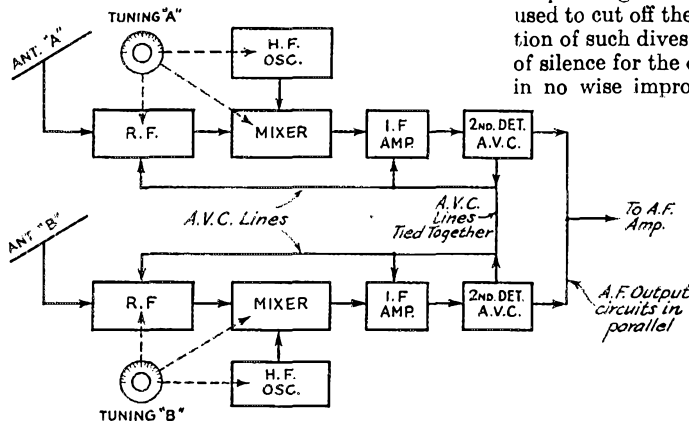 used to cut off the
tion of such dives
of silence for the
in no wise impro
TUNING "A"
ANT. "A"
H.F.
OSC.
R.F.
MIXER
I.F
AMP.
2ND. DET.
A.V.C.
A.V.C. Lines
A.V.C.
Lines
Tied Together
To A.F.
Amp.
ANT. "B"
R.F
MIXER
I.F
AMP.
2ND. DET.
A.V.C.
A.F. Output
circuits in
parallel
H.F.
OSC.
TUNING "B"